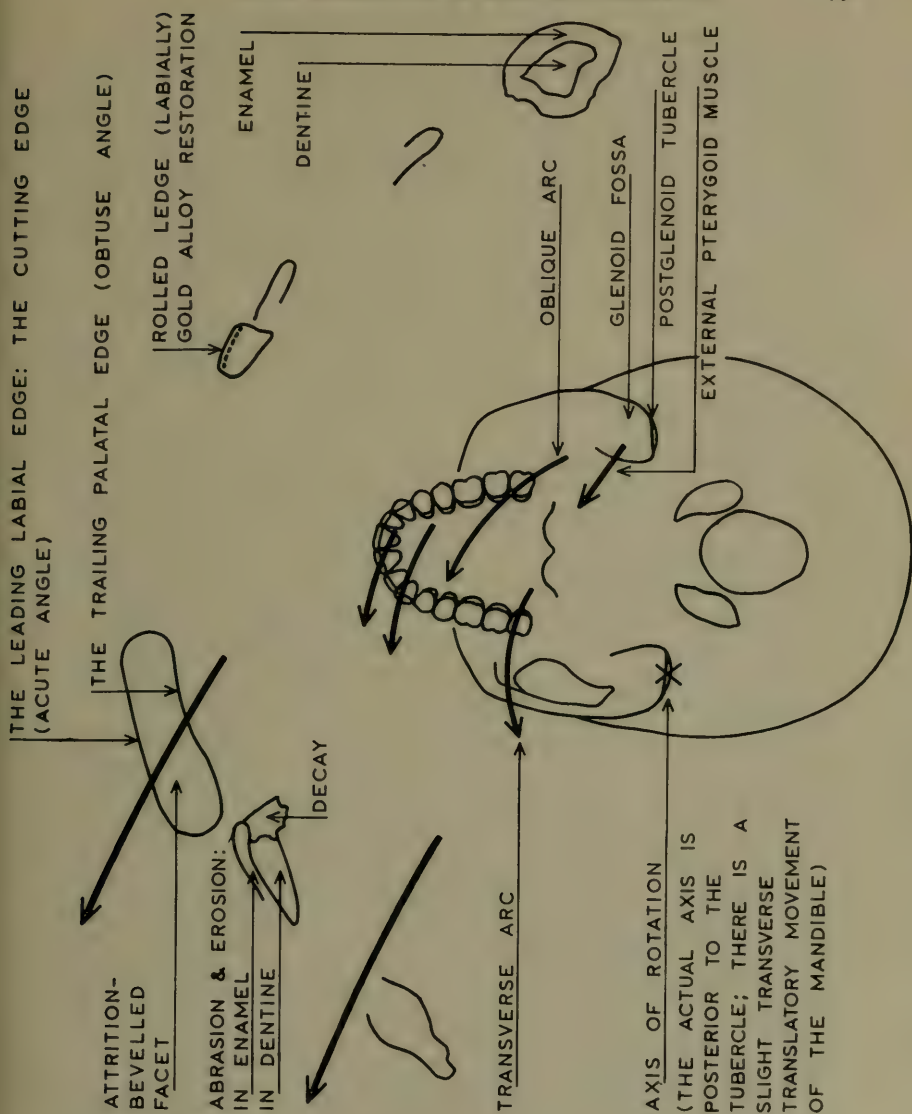 THE LEADING LABIAL EDGE: THE CUTTING EDGE
(ACUTE ANGLE)
THE TRAILING PALATAL EDGE (OBTUSE ANGLE)
ROLLED LEDGE (LABIALLY)
GOLD ALLOY RESTORATION
ENAMEL
DENTINE
ATTRITION-
BEVELLED
FACET
ABRASION & EROSION:
IN ENAMEL
IN DENTINE
DECAY
OBLIQUE ARC
GLENOID FOSSA
POSTGLENOID TUBERCLE
EXTERNAL PTERYGOID MUSCLE
TRANSVERSE ARC
AXIS OF ROTATION
(THE ACTUAL AXIS IS
POSTERIOR TO THE
TUBERCLE; THERE IS A
SLIGHT TRANSVERSE
TRANSLATORY MOVEMENT
OF THE MANDIBLE)